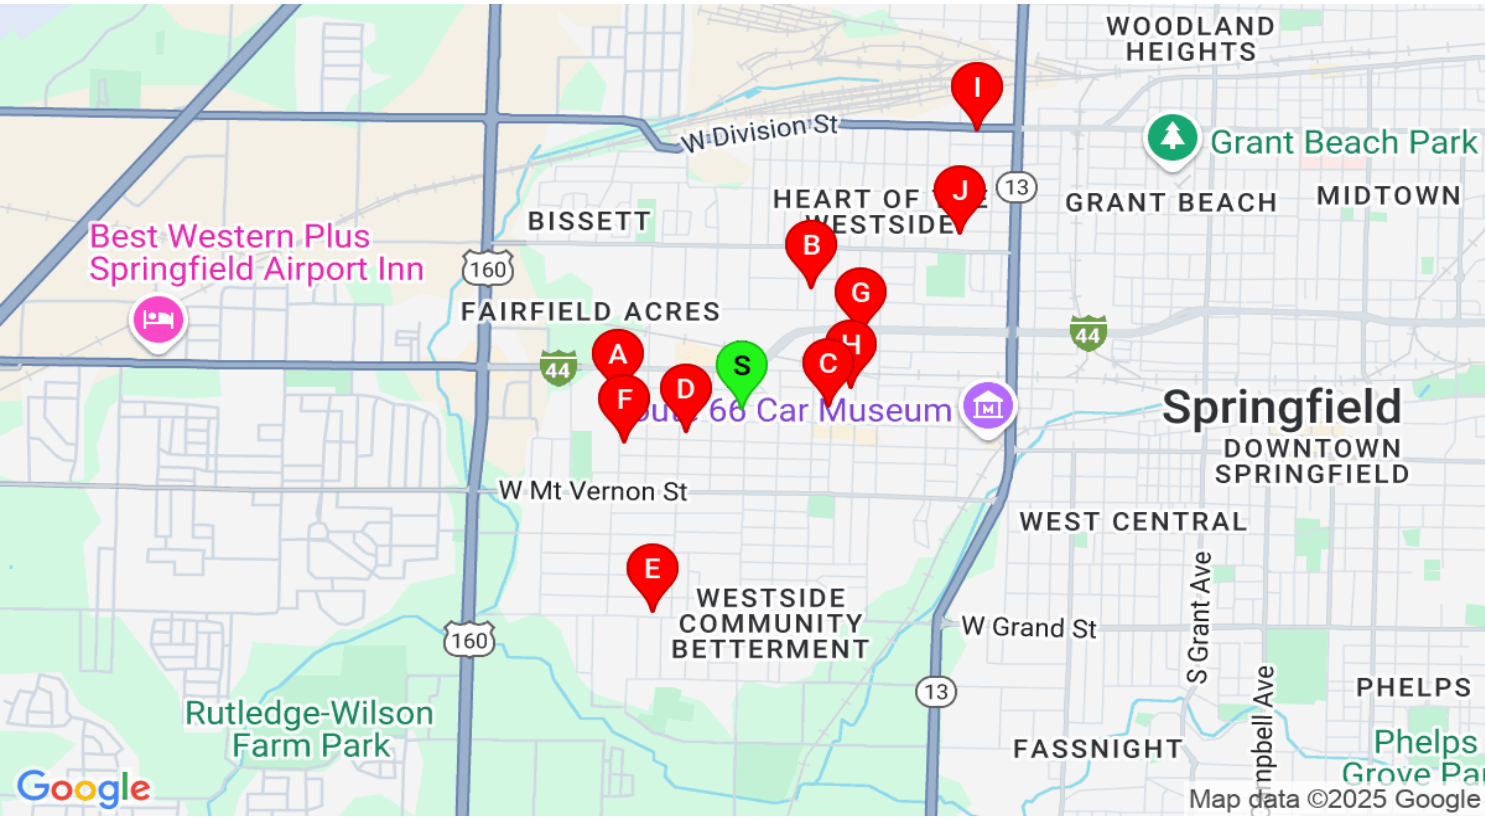 WOODLAND
HEIGHTS
I
W Division St
Grant Beach Park
13
J
HEART OF
WESTSIDE
GRANT BEACH
MIDTOWN
BISSETT
B
Best Western Plus
Springfield Airport Inn
160
G
FAIRFIELD ACRES
44
H
A
C
S
44
D
F
66 Car Museum
Springfield
DOWNTOWN
SPRINGFIELD
W Mt Vernon St
WEST CENTRAL
E
WESTSIDE
COMMUNITY
BETTERMENT
W Grand St
S Grant Ave
160
13
PHELPS
Rutledge-Wilson
Farm Park
FASSNIGHT
Phelps
Grove
Google
Map data ©2025 Google